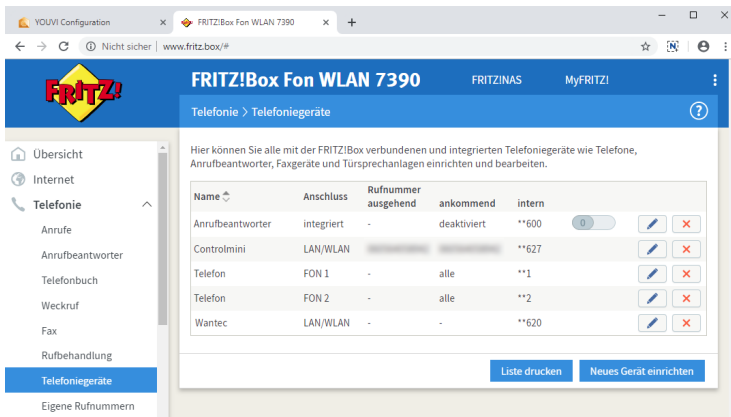 YOUVI Configuration
FRITZ!Box Fon WLAN 7390
Nicht sicher | www.fritz.box/#
FRITZ!
FRITZ!Box Fon WLAN 7390 FRITZ!NAS MyFRITZ!
Telefonie > Telefoniegeräte
Übersicht
Internet
Telefonie
Anrufe
Anrufbeantworter
Telefonbuch
Weckruf
Fax
Rufbehandlung
Telefoniegeräte
Eigene Rufnummern
Hier können Sie alle mit der FRITZ!Box verbundenen und integrierten Telefoniegeräte wie Telefone,
Anrufbeantworter, Faxgeräte und Türsprechanlagen einrichten und bearbeiten.
Name Anschluss Rufnummer ausgehend ankommend intern
Anrufbeantworter integriert - deaktiviert **600 0
Controlmini LAN/WLAN **627
Telefon FON 1 - alle **1
Telefon FON 2 - alle **2
Wantec LAN/WLAN - - **620
Liste drucken Neues Gerät einrichten